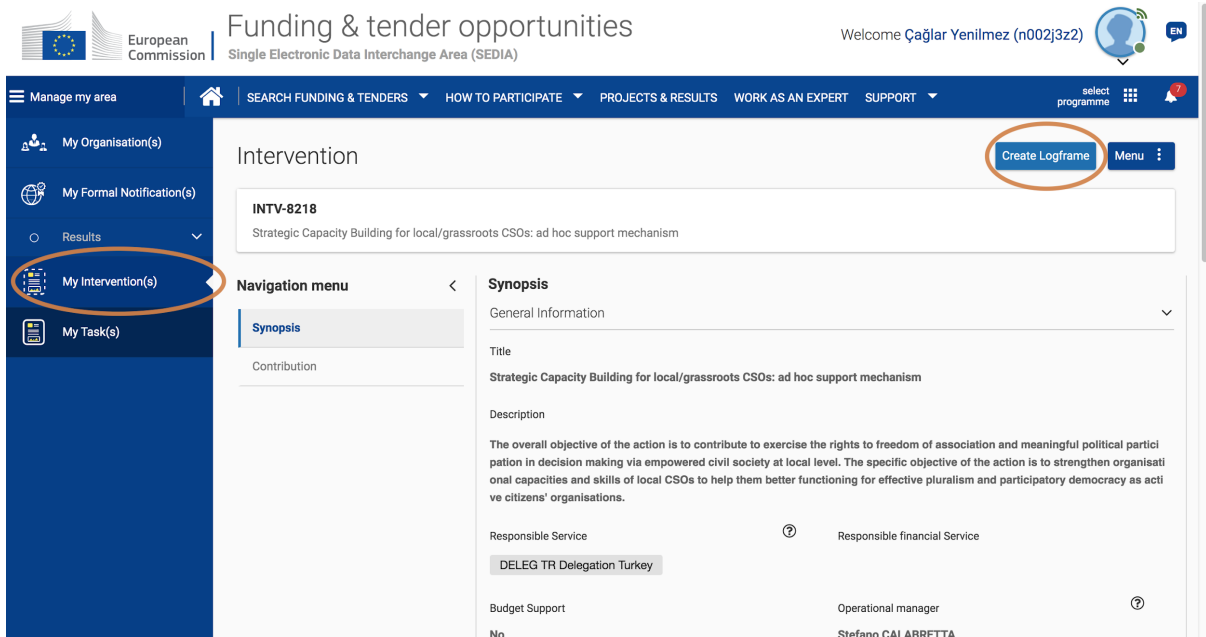 European
Commission
Funding & tender opportunities
Single Electronic Data Interchange Area (SEDIA)
Welcome Çağlar Yenilmez (n002j3z2)
EN
Manage my area
SEARCH FUNDING & TENDERS
HOW TO PARTICIPATE
PROJECTS & RESULTS
WORK AS AN EXPERT
SUPPORT
select
programme
7
My Organisation(s)
My Formal Notification(s)
Results
My Intervention(s)
My Task(s)
Intervention
Create Logframe
Menu
INTV-8218
Strategic Capacity Building for local/grassroots CSOs: ad hoc support mechanism
Navigation menu
Synopsis
Contribution
Synopsis
General Information
Title
Strategic Capacity Building for local/grassroots CSOs: ad hoc support mechanism
Description
The overall objective of the action is to contribute to exercise the rights to freedom of association and meaningful political partici
pation in decision making via empowered civil society at local level. The specific objective of the action is to strengthen organisati
onal capacities and skills of local CSOs to help them better functioning for effective pluralism and participatory democracy as acti
ve citizens' organisations.
Responsible Service
?
Responsible financial Service
DELEG TR Delegation Turkey
Budget Support
Operational manager
?
No
Stefano CALABRETTA